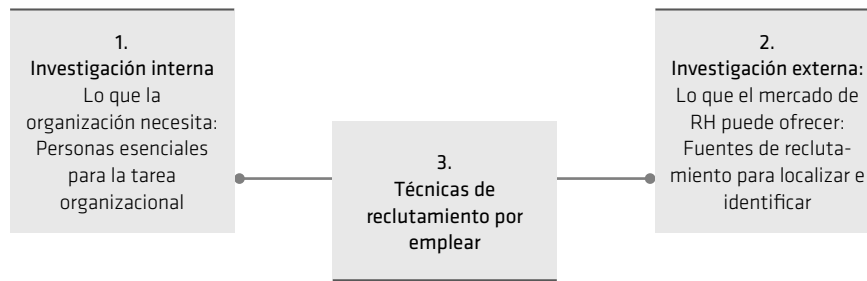 1.
Investigación interna
Lo que la
organización necesita:
Personas esenciales
para la tarea
organizacional
2.
Investigación externa:
Lo que el mercado de
RH puede ofrecer:
Fuentes de recluta-
miento para localizar e
identificar
3.
Técnicas de
reclutamiento por
emplear